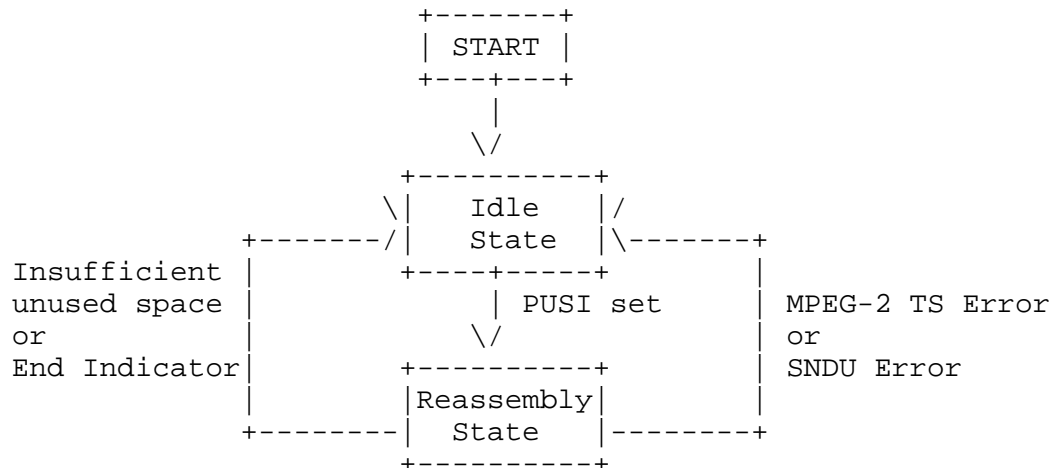 START
Idle
State
Insufficient
unused space
or
End Indicator
PUSI set
MPEG-2 TS Error
or
SNDU Error
Reassembly
State